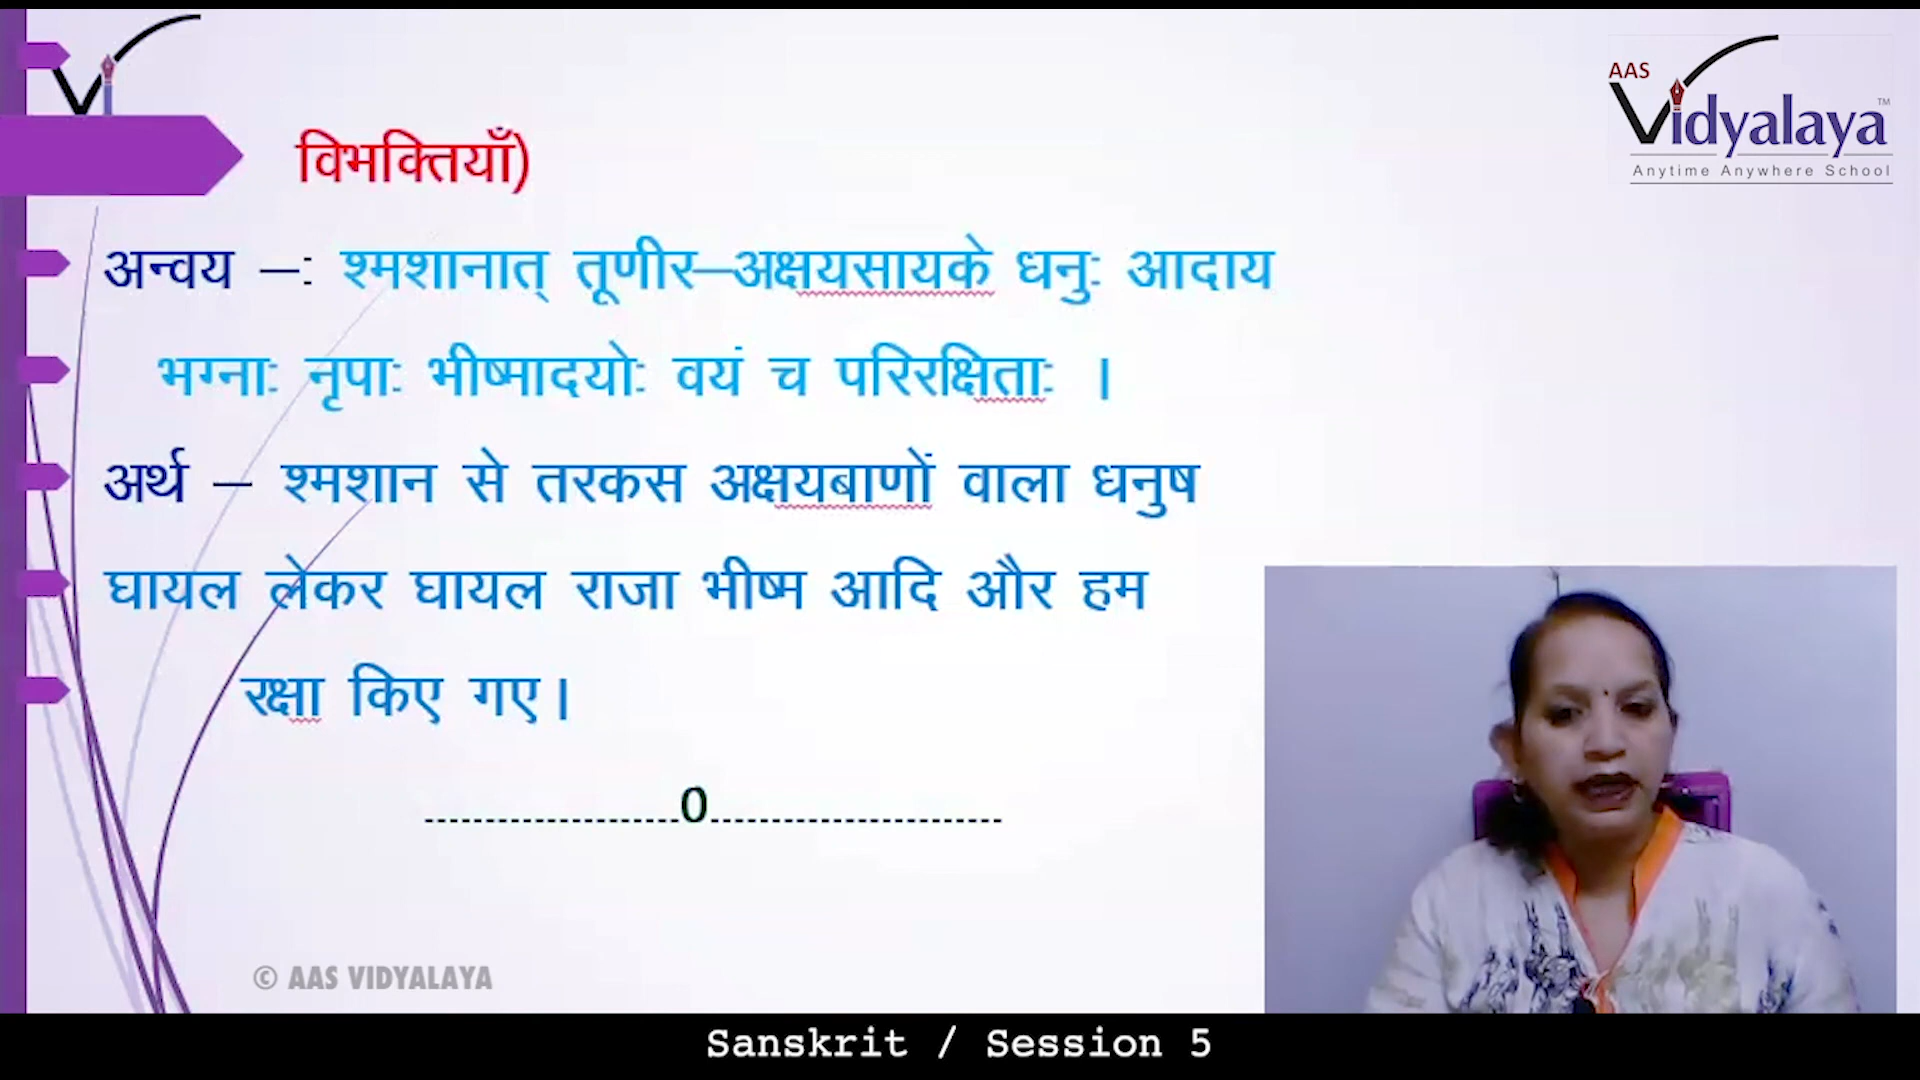 AAS
Vidyalaya™
Anytime Anywhere School
विभक्तियाँ)
अन्वय –: श्मशानात् तूणीर–अक्षयसायके धनुः आदाय
भग्नाः नृपाः भीष्मादयोः वयं च परिरक्षिताः ।
अर्थ – श्मशान से तरकस अक्षयबाणों वाला धनुष
घायल लेकर घायल राजा भीष्म आदि और हम
रक्षा किए गए।
.....................0........................
© AAS VIDYALAYA
Sanskrit / Session 5